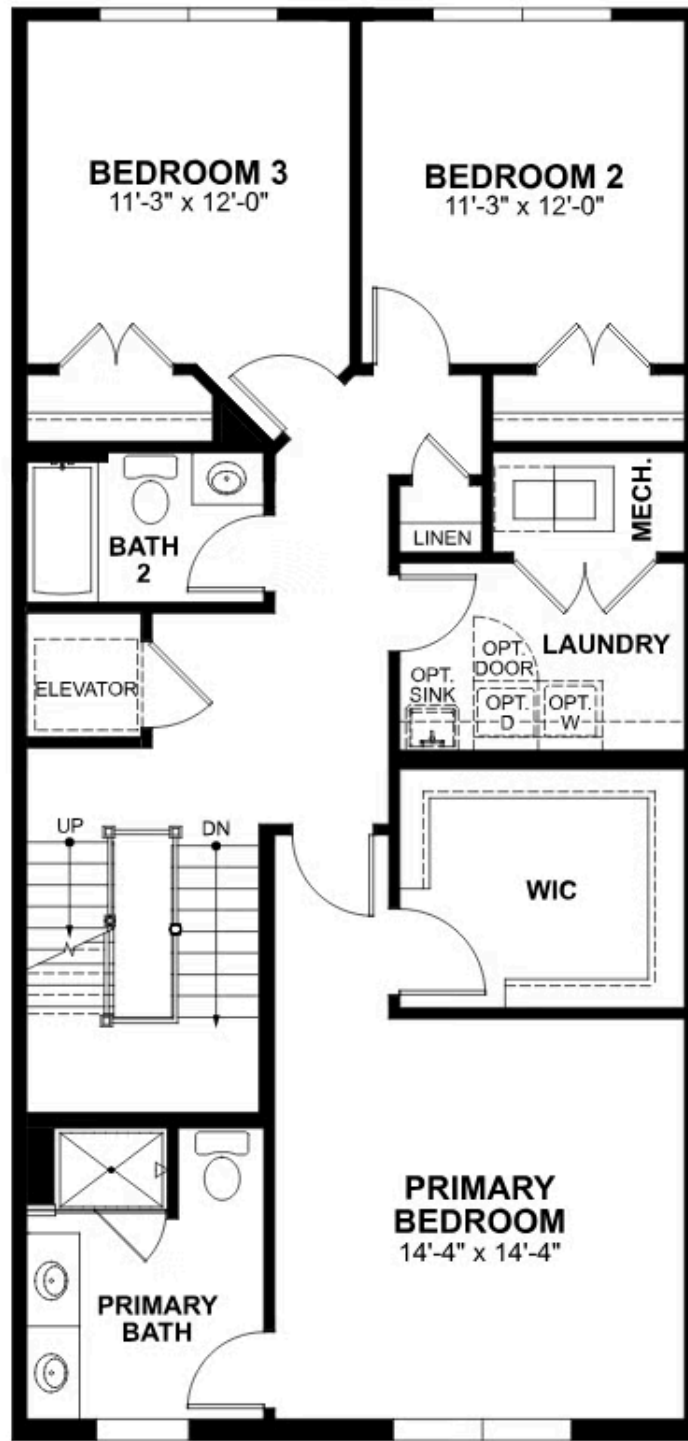 BEDROOM 3
11'-3" x 12'-0"
BEDROOM 2
11'-3" x 12'-0"
MECH.
LINEN
BATH
2
LAUNDRY
OPT.
DOOR
OPT.
SINK
OPT.
D
OPT.
W
ELEVATOR
UP
DN
WIC
PRIMARY
BEDROOM
14'-4" x 14'-4"
PRIMARY
BATH